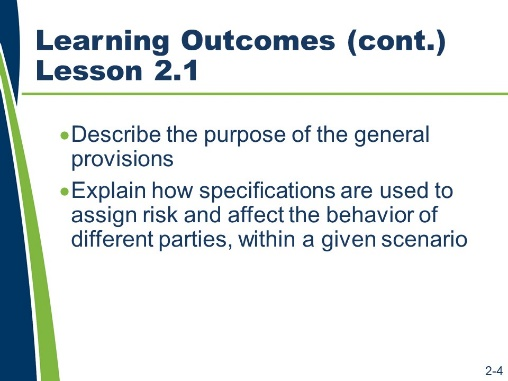 Learning Outcomes (cont.)
Lesson 2.1
•Describe the purpose of the general
provisions
•Explain how specifications are used to
assign risk and affect the behavior of
different parties, within a given scenario
2-4